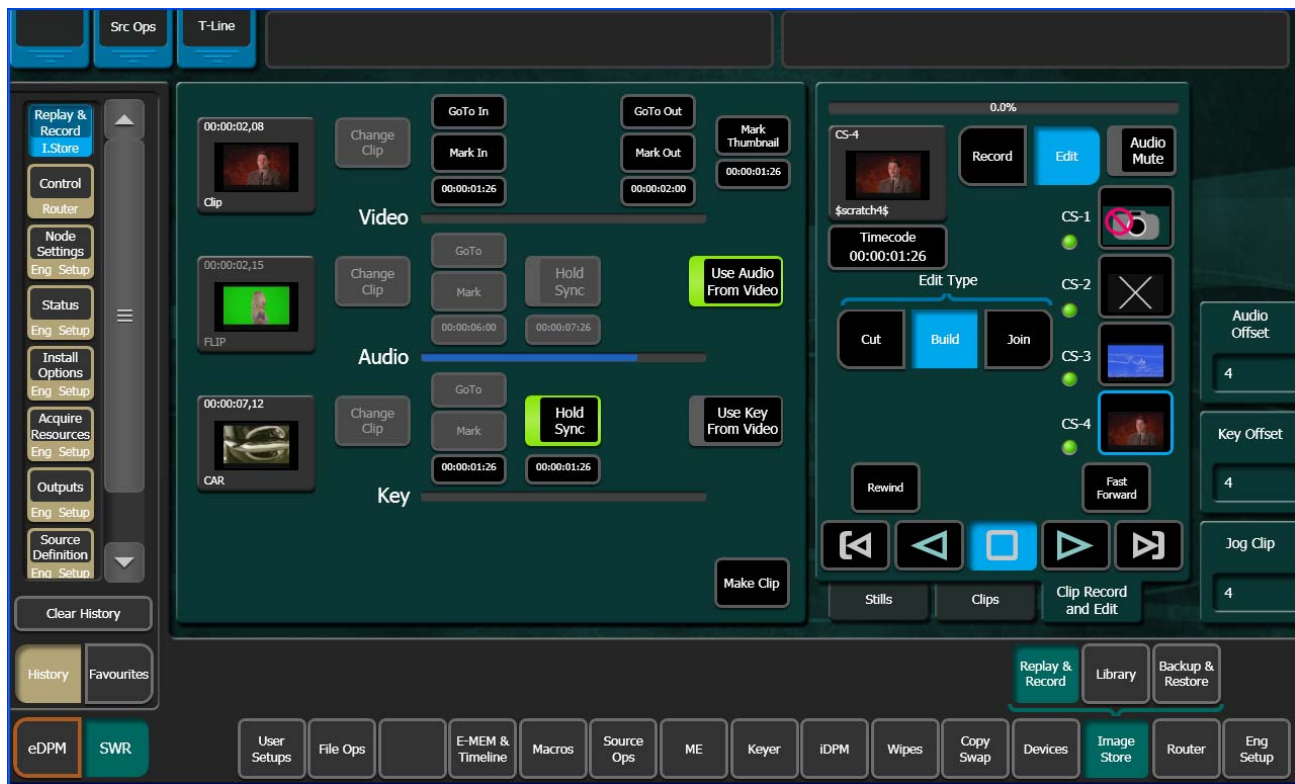 Src Ops
T-Line
Replay &
Record
I.Store
Control
Router
Node
Settings
Eng Setup
Status
Eng Setup
Install
Options
Eng Setup
Acquire
Resources
Eng Setup
Outputs
Eng Setup
Source
Definition
Eng Setup
Clear History
History
Favourites
00:00:02,08
Clip
Change
Clip
GoTo In
Mark In
00:00:01:26
GoTo Out
Mark Out
00:00:02:00
Mark
Thumbnail
00:00:01:26
Video
00:00:02,15
FLIP
Change
Clip
GoTo
Mark
00:00:06:00
Hold
Sync
00:00:07:26
Use Audio
From Video
Audio
00:00:07,12
CAR
Change
Clip
GoTo
Mark
00:00:01:26
Hold
Sync
00:00:01:26
Use Key
From Video
Key
Make Clip
0.0%
CS-4
$scratch4$
Record
Edit
Audio
Mute
Timecode
00:00:01:26
Edit Type
Cut
Build
Join
CS-1
CS-2
CS-3
CS-4
Rewind
Fast
Forward
Stills
Clips
Clip Record
and Edit
Audio
Offset
4
Key Offset
4
Jog Clip
4
Replay &
Record
Library
Backup &
Restore
eDPM
SWR
User
Setups
File Ops
E-MEM &
Timeline
Macros
Source
Ops
ME
Keyer
iDPM
Wipes
Copy
Swap
Devices
Image
Store
Router
Eng
Setup